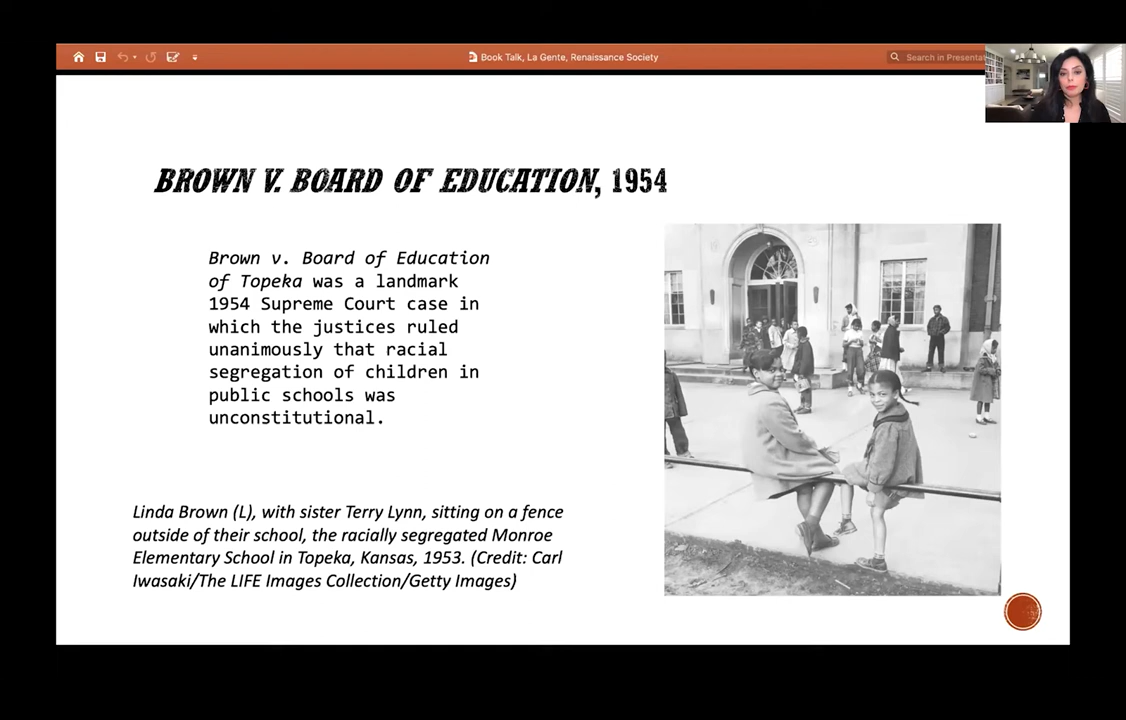 Book Talk, La Gente, Renaissance Society
Search in Presentat
BROWN V. BOARD OF EDUCATION, 1954
Brown v. Board of Education
of Topeka was a landmark
1954 Supreme Court case in
which the justices ruled
unanimously that racial
segregation of children in
public schools was
unconstitutional.
Linda Brown (L), with sister Terry Lynn, sitting on a fence
outside of their school, the racially segregated Monroe
Elementary School in Topeka, Kansas, 1953. (Credit: Carl
Iwasaki/The LIFE Images Collection/Getty Images)